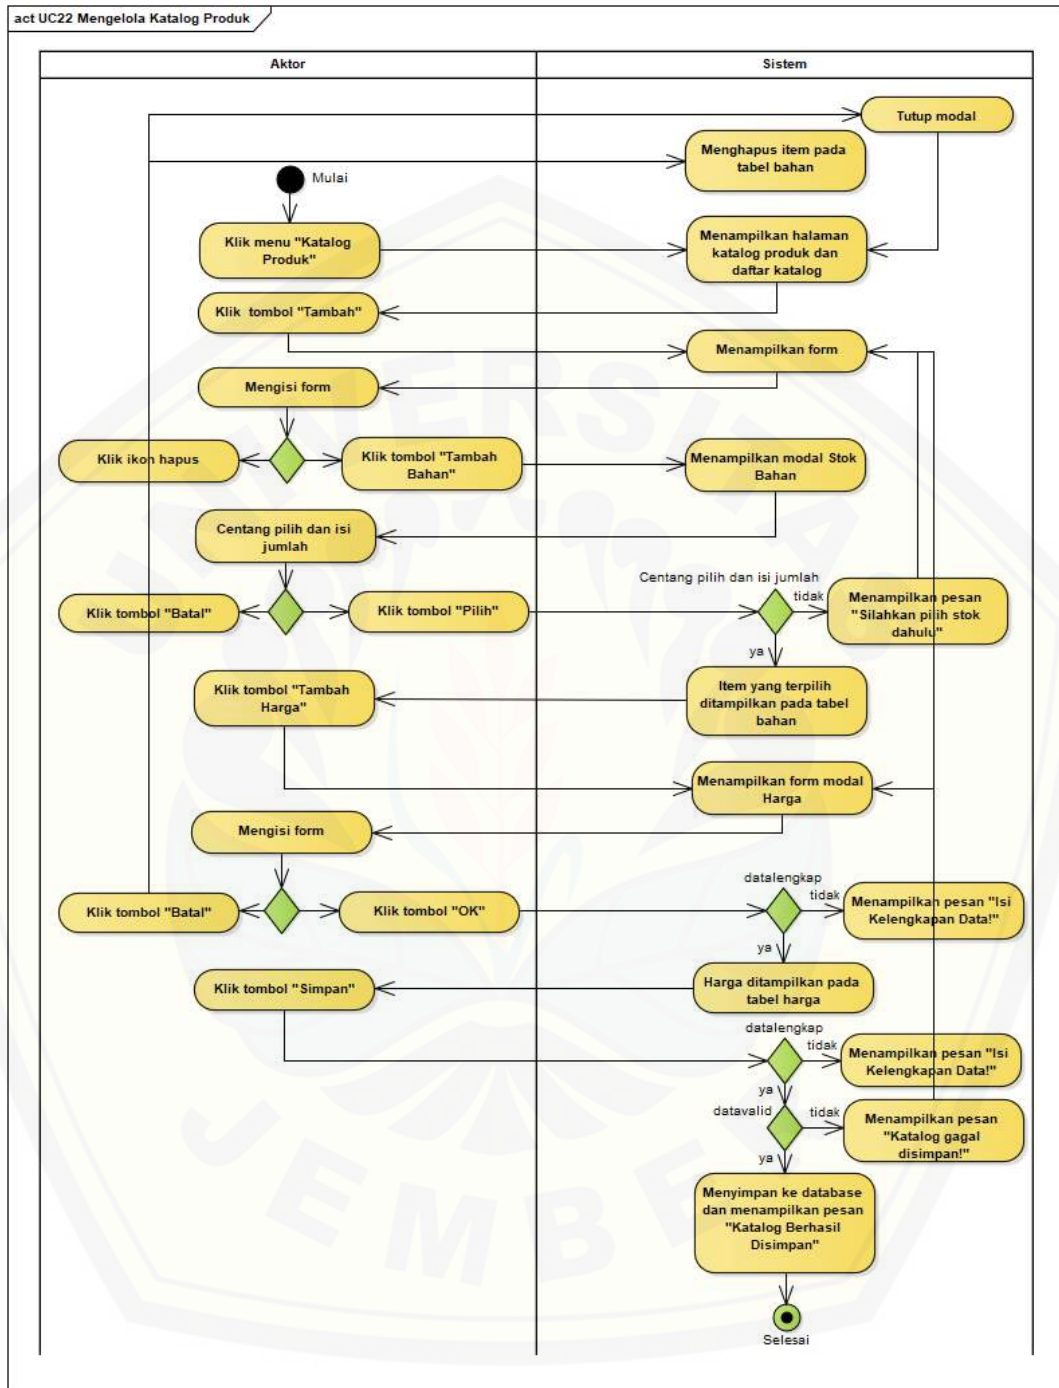 act UC22 Mengelola Katalog Produk
Aktor
Sistem
Tutup modal
Menghapus item pada
tabel bahan
Mulai
Klik menu "Katalog
Produk"
Menampilkan halaman
katalog produk dan
daftar katalog
Klik tombol "Tambah"
Menampilkan form
Mengisi form
Klik ikon hapus
Klik tombol "Tambah
Bahan"
Menampilkan modal Stok
Bahan
Centang pilih dan isi
jumlah
Centang pilih dan isi jumlah
tidak
Klik tombol "Batal"
Klik tombol "Pilih"
Menampilkan pesan
"Silahkan pilih stok
dahulu"
ya
Klik tombol "Tambah
Harga"
Item yang terpilih
ditampilkan pada tabel
bahan
Menampilkan form modal
Harga
Mengisi form
datalengkap
tidak
Klik tombol "Batal"
Klik tombol "OK"
Menampilkan pesan "Isi
Kelengkapan Data!"
ya
Klik tombol "Simpan"
Harga ditampilkan pada
tabel harga
datalengkap
tidak
Menampilkan pesan "Isi
Kelengkapan Data!"
ya
datavalid
tidak
Menampilkan pesan
"Katalog gagal
disimpan!"
ya
Menyimpan ke database
dan menampilkan pesan
"Katalog Berhasil
Disimpan"
Selesai
UNIVERSITAS
JEMBER